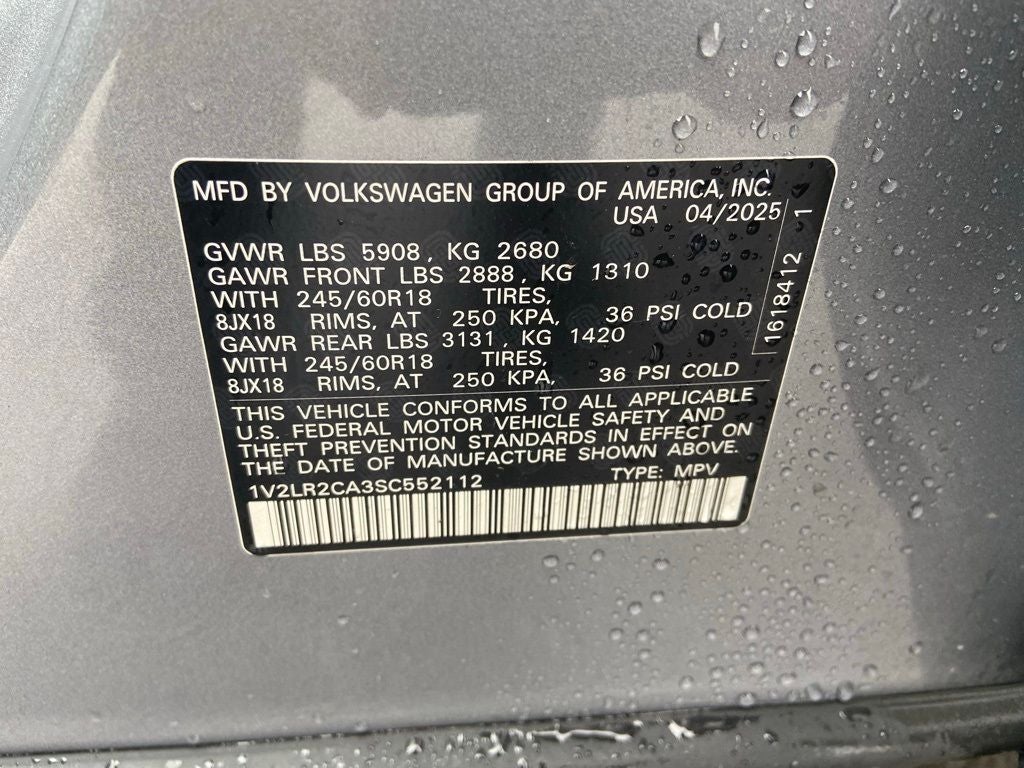 MFD BY VOLKSWAGEN GROUP OF AMERICA, INC.
USA 04/2025
GVWR LBS 5908, KG 2680
GAWR FRONT LBS 2888, KG 1310
WITH 245/60R18 TIRES,
8JX18 RIMS, AT 250 KPA, 36 PSI COLD
GAWR REAR LBS 3131, KG 1420
WITH 245/60R18 TIRES,
8JX18 RIMS, AT 250 KPA, 36 PSI COLD
THIS VEHICLE CONFORMS TO ALL APPLICABLE
U.S. FEDERAL MOTOR VEHICLE SAFETY AND
THEFT PREVENTION STANDARDS IN EFFECT ON
THE DATE OF MANUFACTURE SHOWN ABOVE.
1V2LR2CA3SC552112 TYPE: MPV
1618412 1